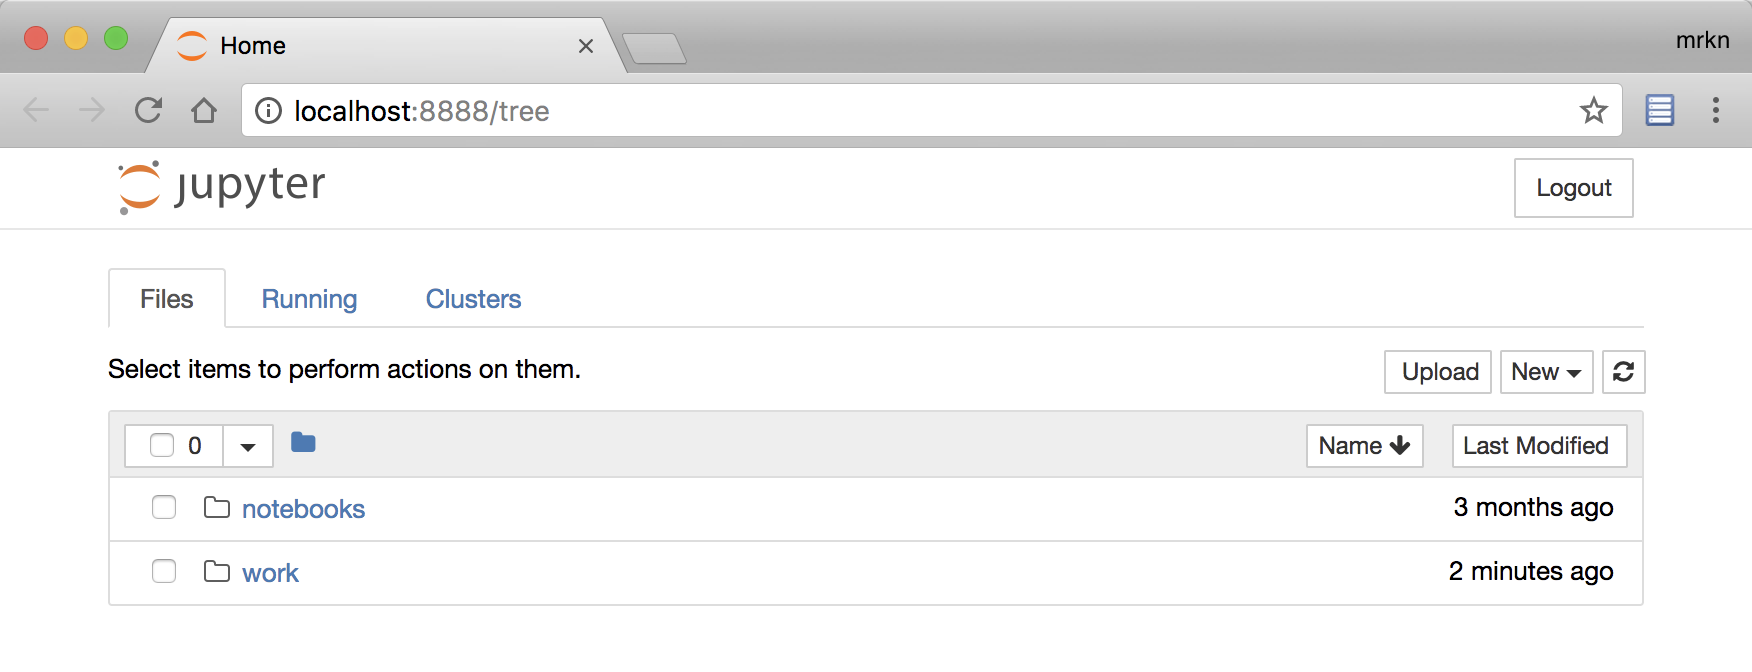 Home
mrkn
localhost:8888/tree
jupyter
Logout
Files Running Clusters
Select items to perform actions on them.
Upload New
0 Name Last Modified
notebooks 3 months ago
work 2 minutes ago